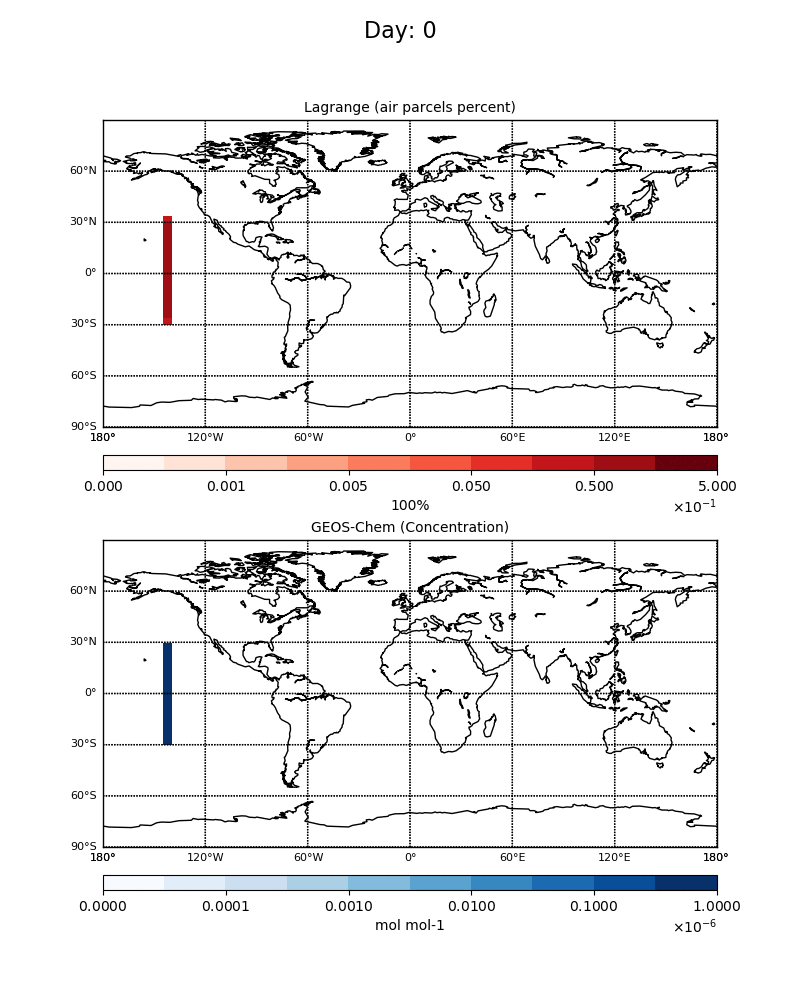 Day: 0
Lagrange (air parcels percent)
60°N
30°N
0°
30°S
60°S
90°S
180° 120°W 60°W 0° 60°E 120°E 180°
0.000 0.001 0.005 0.050 0.500 5.000
100% ×10⁻¹
GEOS-Chem (Concentration)
60°N
30°N
0°
30°S
60°S
90°S
180° 120°W 60°W 0° 60°E 120°E 180°
0.0000 0.0001 0.0010 0.0100 0.1000 1.0000
mol mol-1 ×10⁻⁶